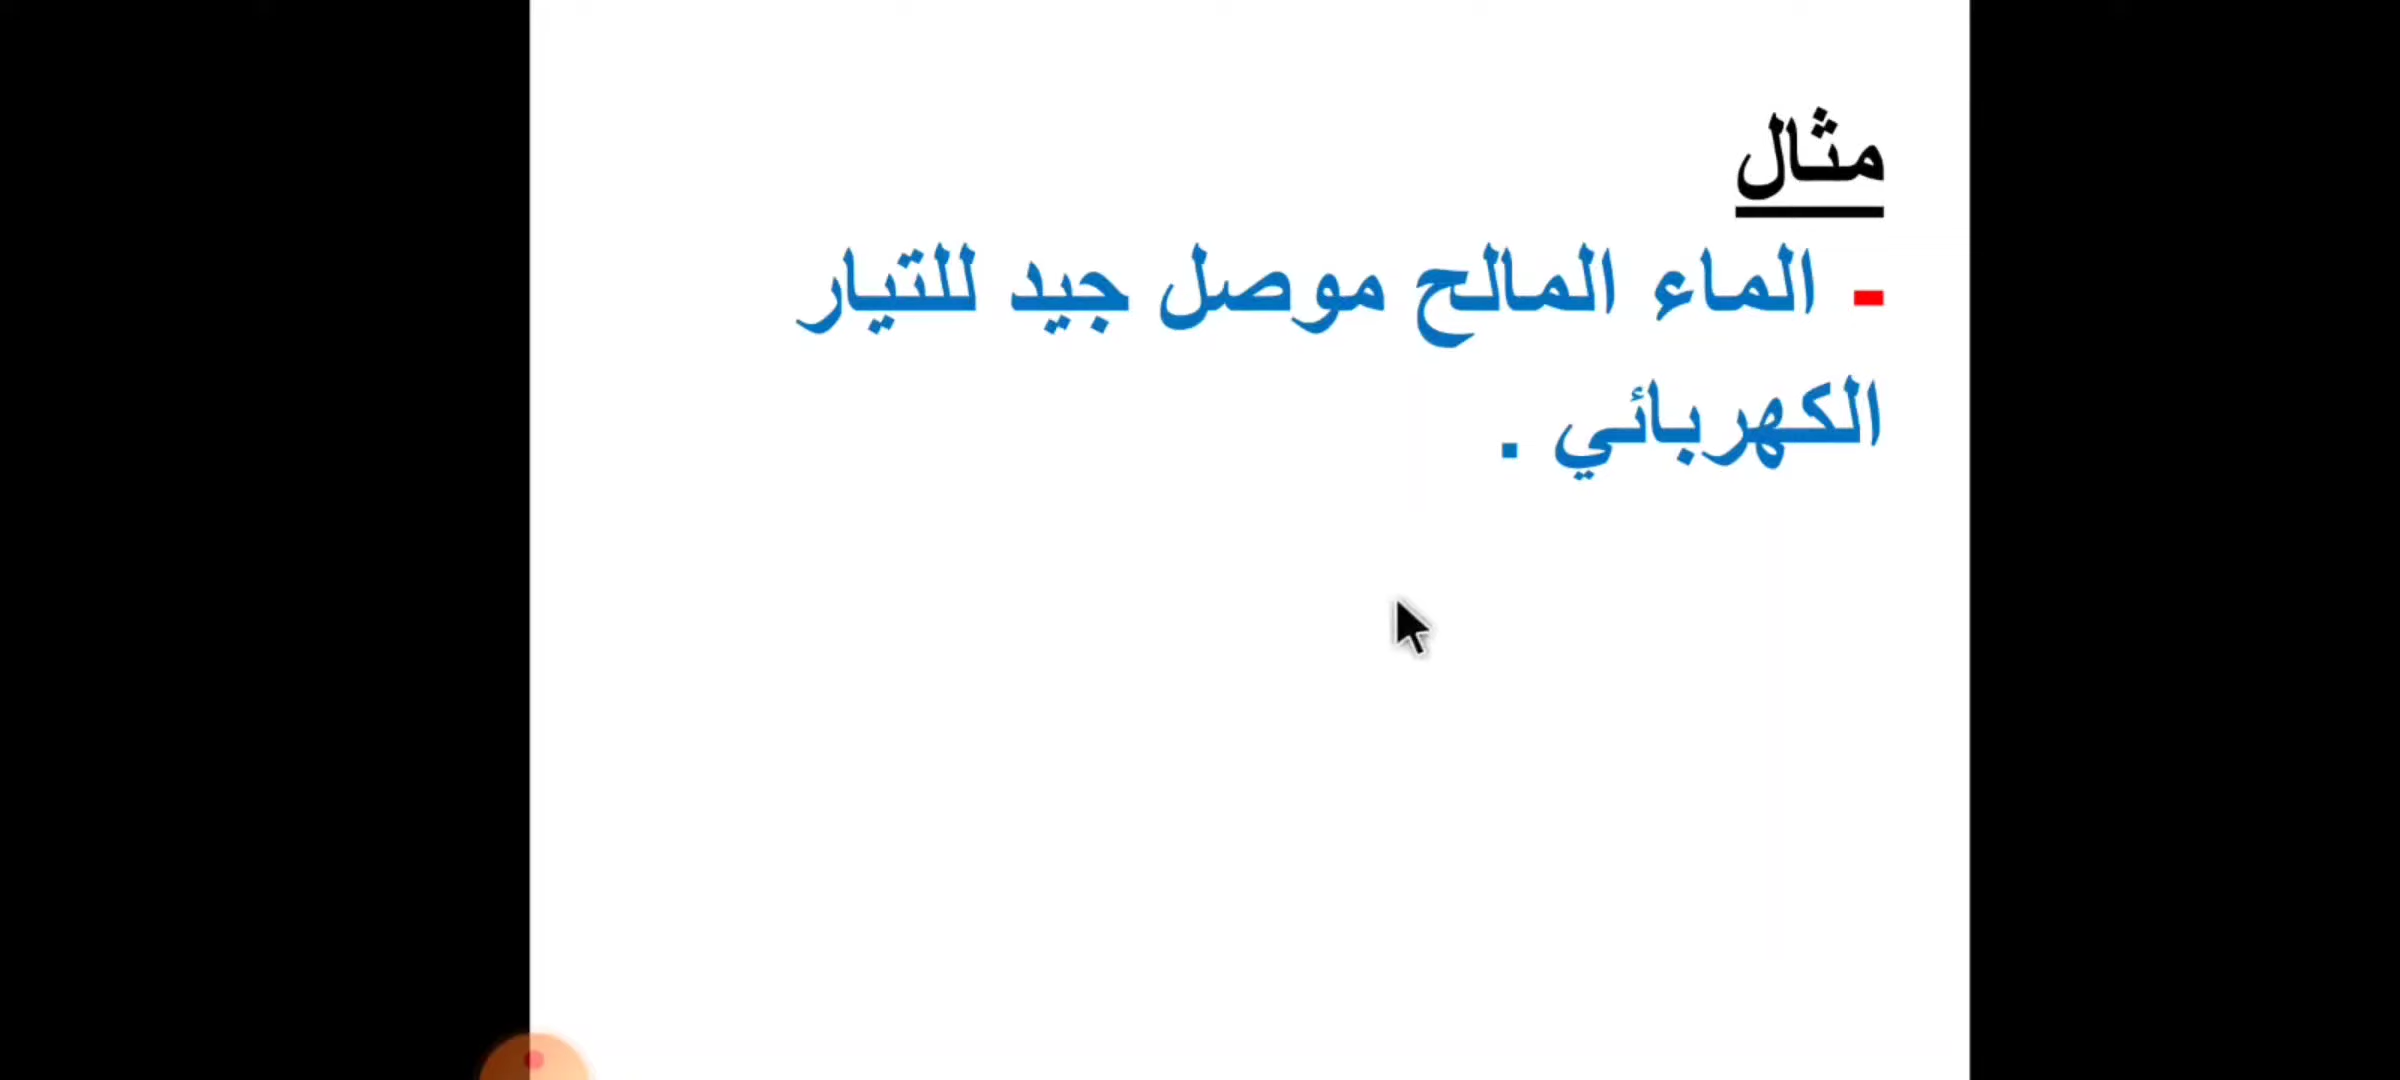 مثال
- الماء المالح موصل جيد للتيار
الكهربائي .